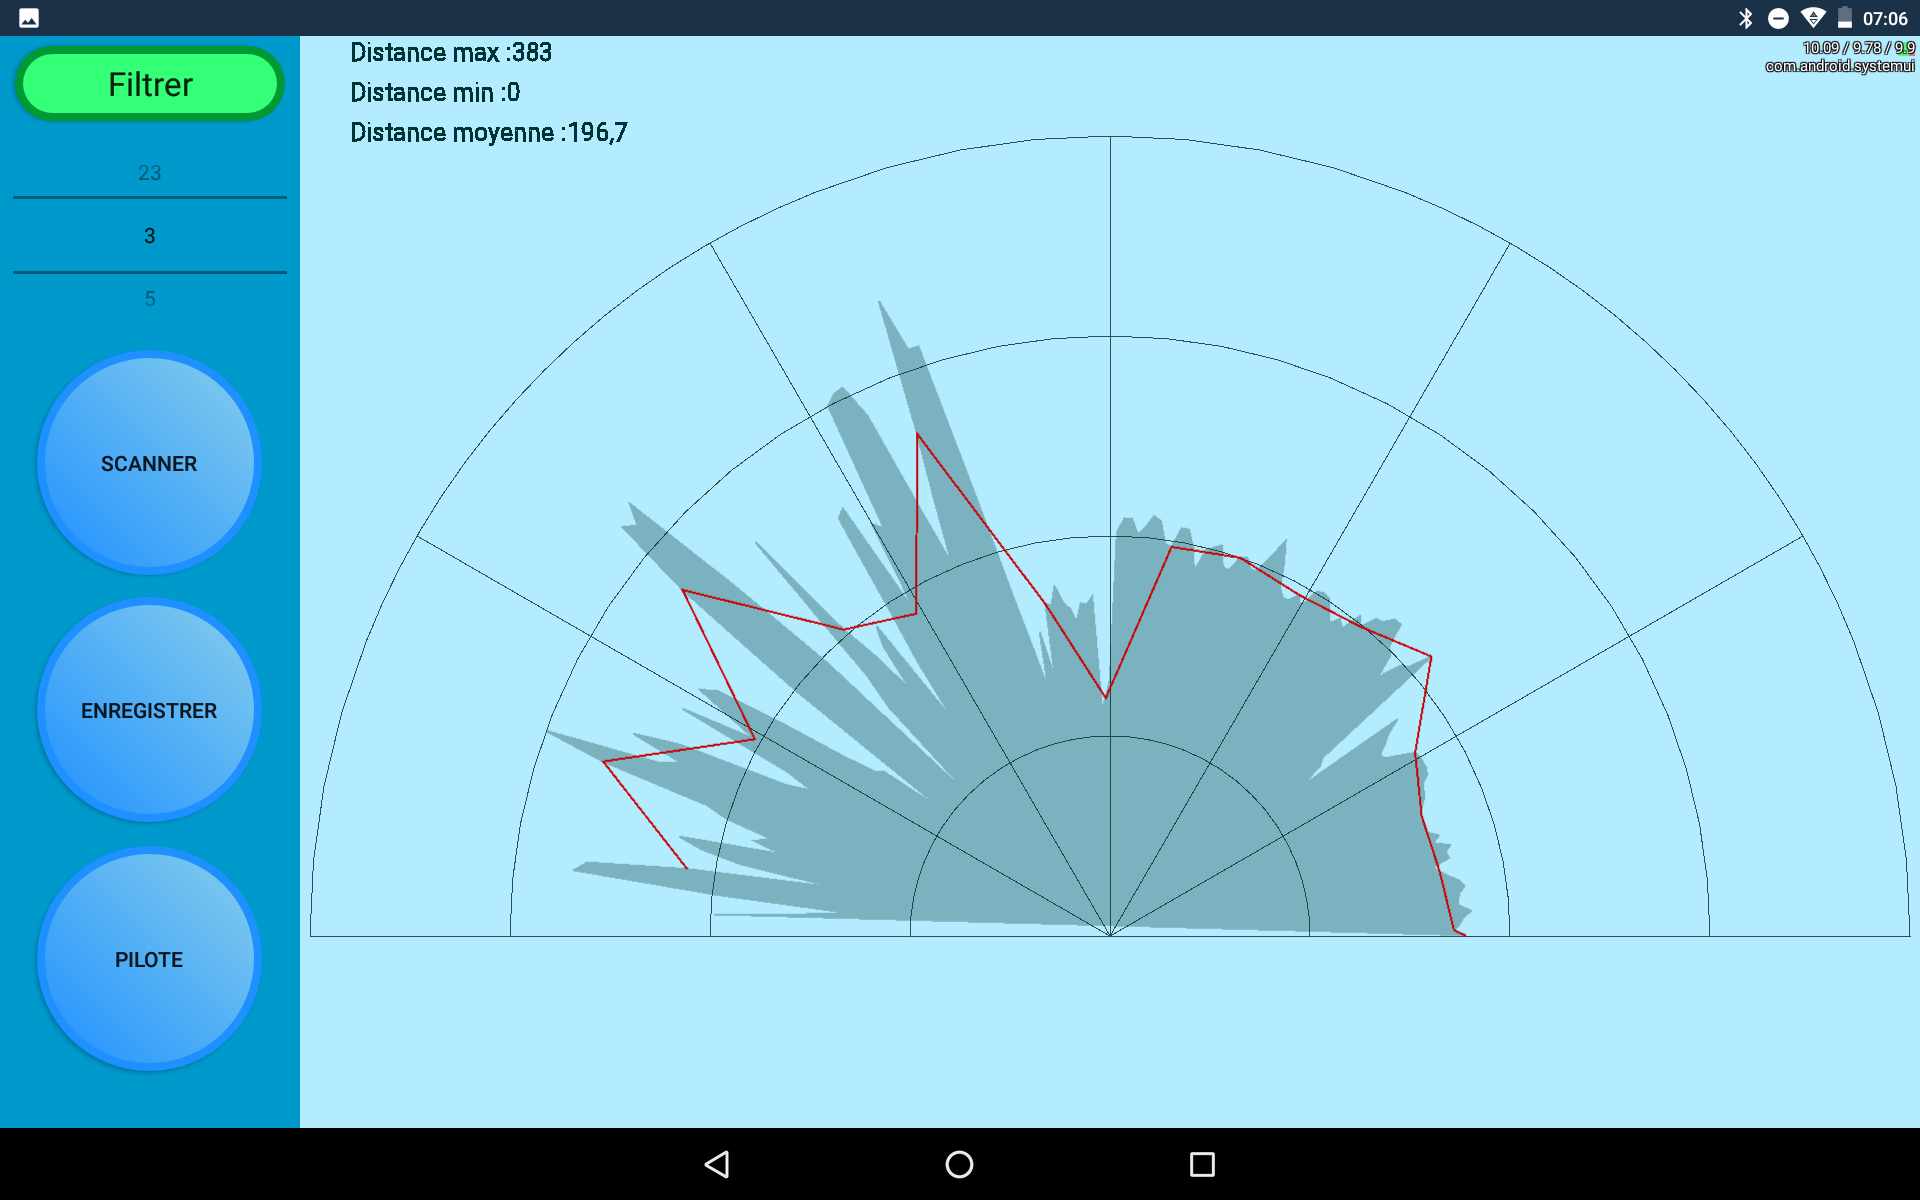 07:06
10.09 / 9.78 / 9.9
com.android.systemui
Filtrer
23
3
5
SCANNER
ENREGISTRER
PILOTE
Distance max :383
Distance min :0
Distance moyenne :196,7